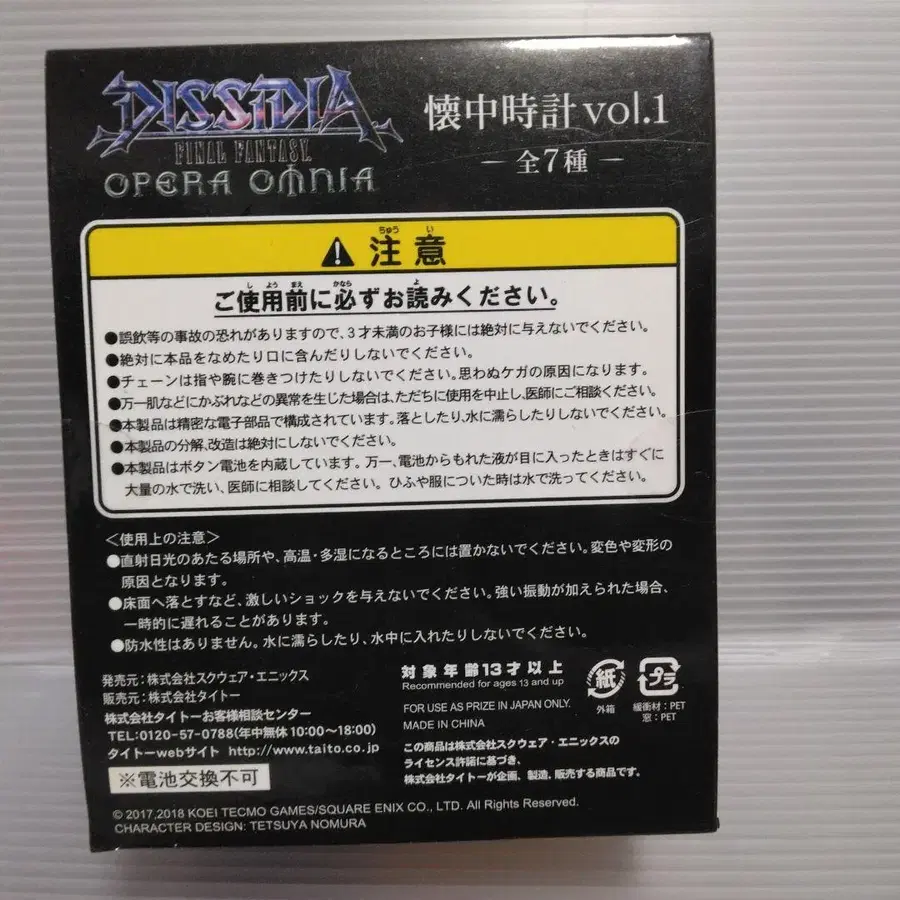 DISSIDIA
FINAL FANTASY.
OPERA OMNIA
懐中時計 vol.1
― 全7種 ―
ちゅう い
注意
し よう まえ かなら よ
ご使用前に必ずお読みください。
●誤飲等の事故の恐れがありますので、3才未満のお子様には絶対に与えないでください。
●絶対に本品をなめたり口に含んだりしないでください。
●チェーンは指や腕に巻きつけたりしないでください。思わぬケガの原因になります。
●万一肌などにかぶれなどの異常を生じた場合は、ただちに使用を中止し、医師にご相談ください。
●本製品は精密な電子部品で構成されています。落としたり、水に濡らしたりしないでください。
●本製品の分解、改造は絶対にしないでください。
●本製品はボタン電池を内蔵しています。万一、電池からもれた液が目に入ったときはすぐに
大量の水で洗い、医師に相談してください。ひふや服についた時は水で洗ってください。
<使用上の注意>
●直射日光のあたる場所や、高温・多湿になるところには置かないでください。変色や変形の
原因となります。
●床面へ落とすなど、激しいショックを与えないでください。強い振動が加えられた場合、
一時的に遅れることがあります。
●防水性はありません。水に濡らしたり、水中に入れたりしないでください。
発売元:株式会社スクウェア・エニックス
販売元:株式会社タイトー
株式会社タイトーお客様相談センター
TEL:0120-57-0788(年中無休 10:00〜18:00)
タイトーwebサイト http://www.taito.co.jp
※電池交換不可
対象年齢13才以上
Recommended for ages 13 and up
FOR USE AS PRIZE IN JAPAN ONLY.
MADE IN CHINA
この商品は株式会社スクウェア・エニックスの
ライセンス許諾に基づき、
株式会社タイトーが企画、製造、販売する商品です。
紙
外箱
プラ
緩衝材:PET
窓:PET
© 2017,2018 KOEI TECMO GAMES/SQUARE ENIX CO., LTD. All Rights Reserved.
CHARACTER DESIGN: TETSUYA NOMURA